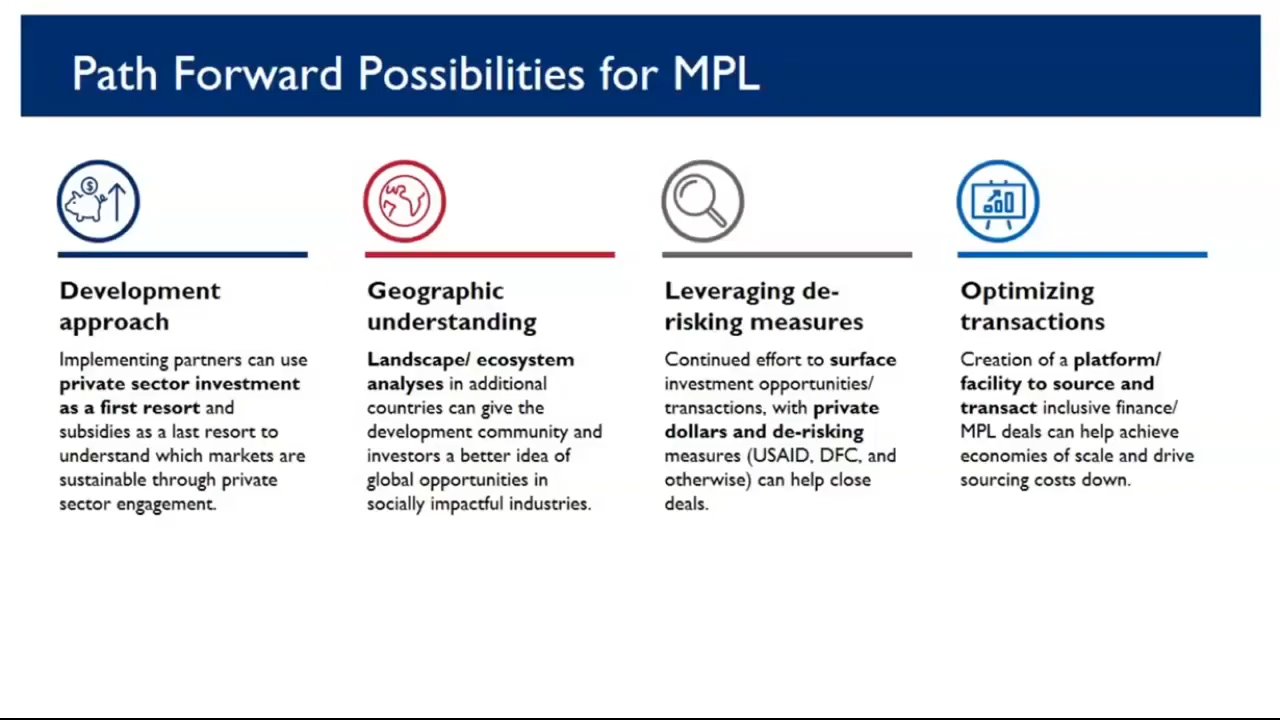 Path Forward Possibilities for MPL
$
Development
approach
Implementing partners can use
private sector investment
as a first resort and
subsidies as a last resort to
understand which markets are
sustainable through private
sector engagement.
Geographic
understanding
Landscape/ ecosystem
analyses in additional
countries can give the
development community and
investors a better idea of
global opportunities in
socially impactful industries.
Leveraging de-
risking measures
Continued effort to surface
investment opportunities/
transactions, with private
dollars and de-risking
measures (USAID, DFC, and
otherwise) can help close
deals.
Optimizing
transactions
Creation of a platform/
facility to source and
transact inclusive finance/
MPL deals can help achieve
economies of scale and drive
sourcing costs down.